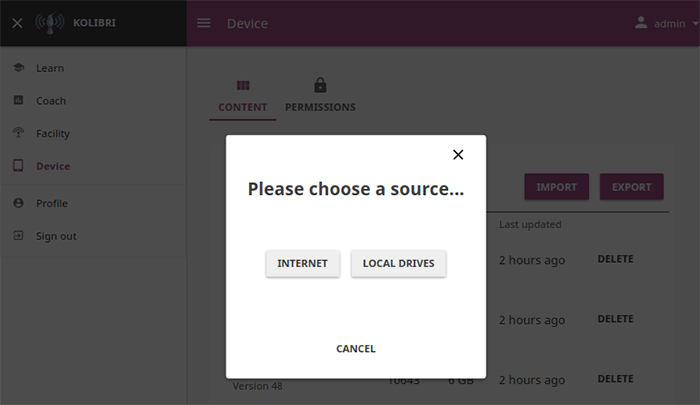 KOLIBRI
Device
admin
Learn
Coach
Facility
Device
Profile
Sign out
CONTENT
PERMISSIONS
Please choose a source...
INTERNET
LOCAL DRIVES
CANCEL
IMPORT
EXPORT
Last updated
2 hours ago
DELETE
2 hours ago
DELETE
Version 48
10643
6 GB
2 hours ago
DELETE